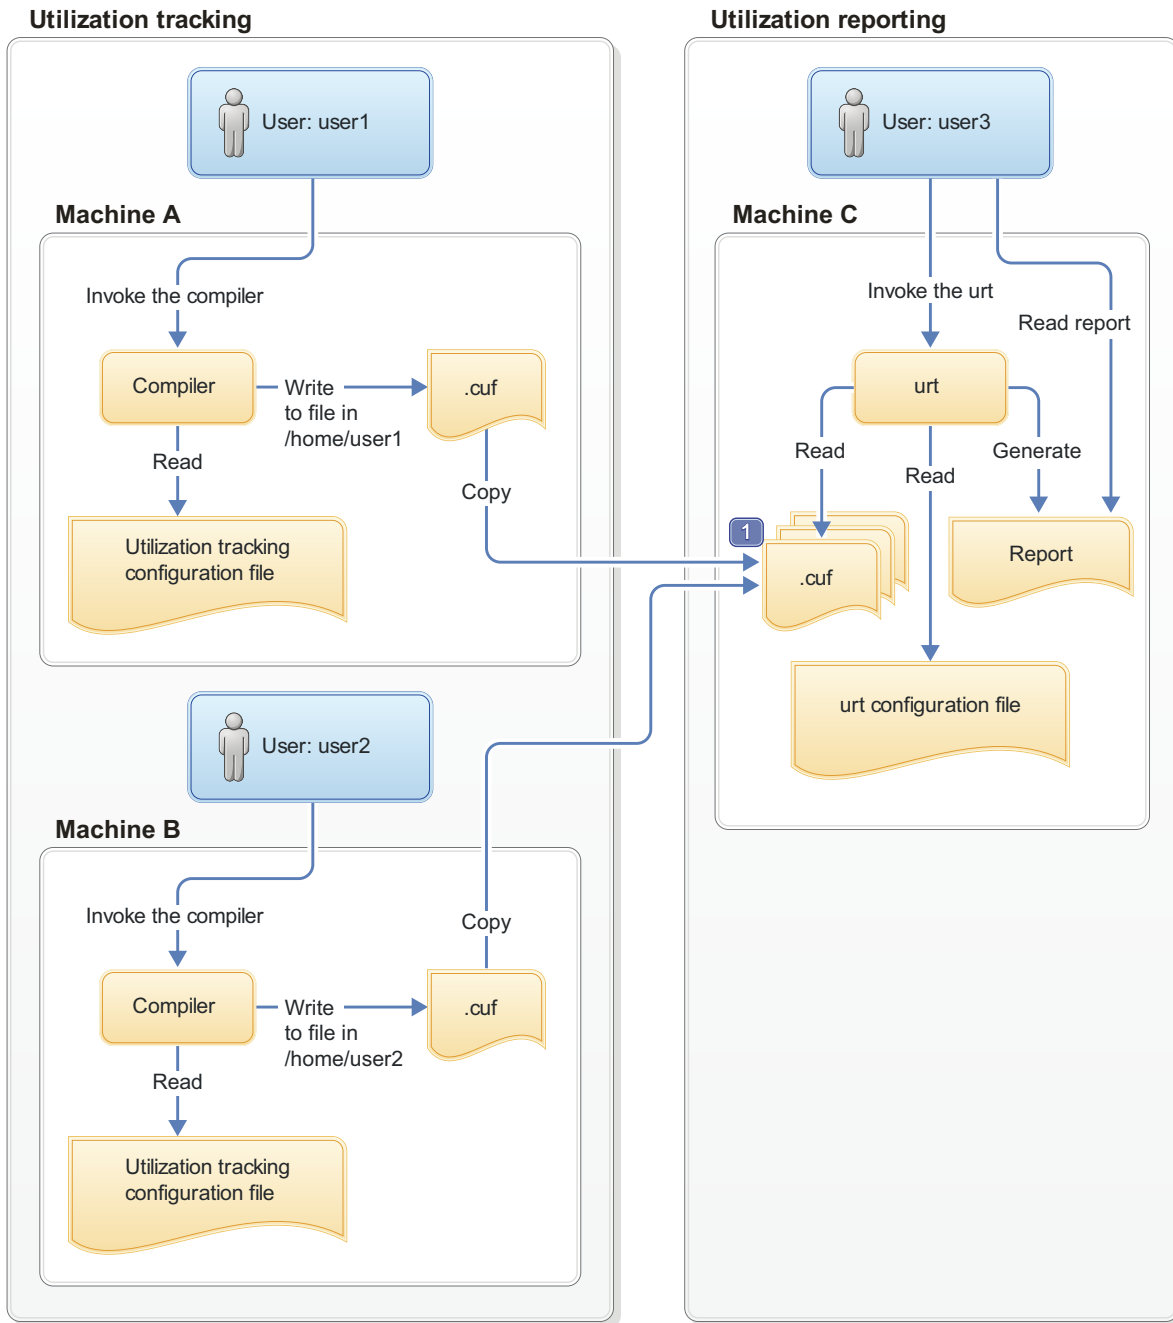 Utilization tracking
User: user1
Machine A
Invoke the compiler
Compiler
Write
to file in
/home/user1
.cuf
Read
Copy
Utilization tracking
configuration file
User: user2
Machine B
Invoke the compiler
Copy
Compiler
Write
to file in
/home/user2
.cuf
Read
Utilization tracking
configuration file
Utilization reporting
User: user3
Machine C
Invoke the urt
Read report
urt
Read
Read
Generate
1
.cuf
Report
urt configuration file